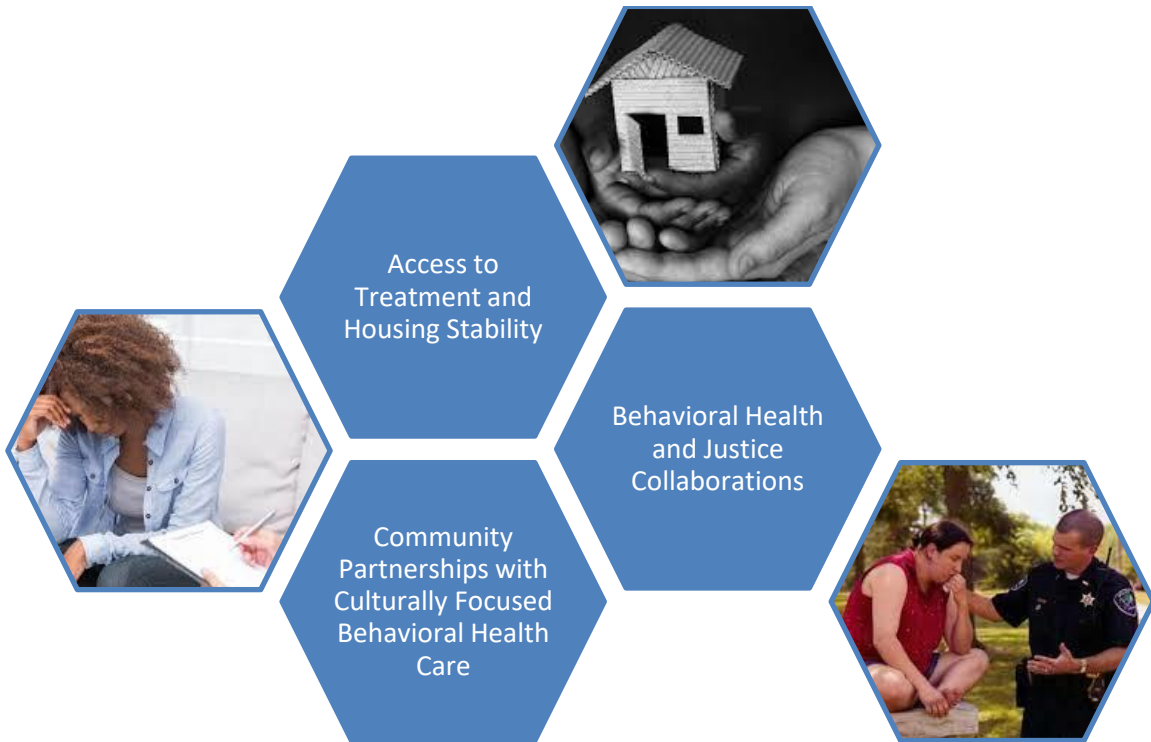 Access to
Treatment and
Housing Stability
Behavioral Health
and Justice
Collaborations
Community
Partnerships with
Culturally Focused
Behavioral Health
Care